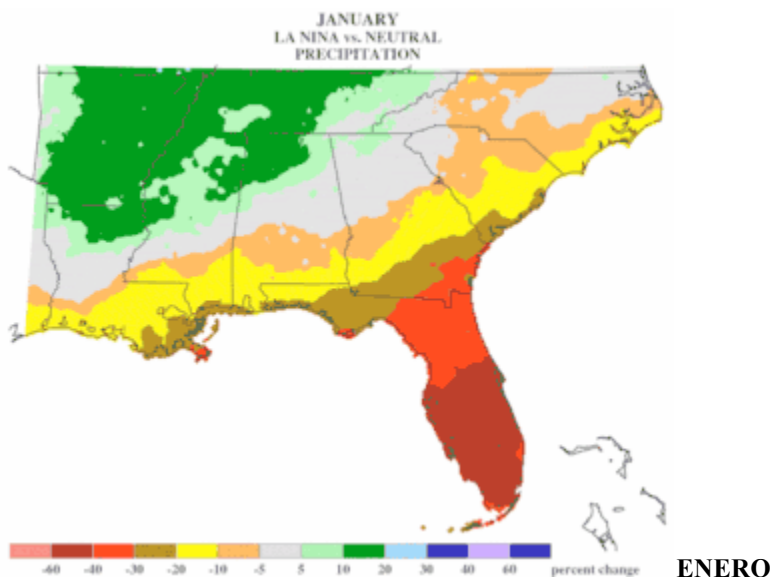 JANUARY
LA NINA vs. NEUTRAL
PRECIPITATION
-60 -40 -30 -20 -10 -5 5 10 20 30 40 60 percent change
ENERO